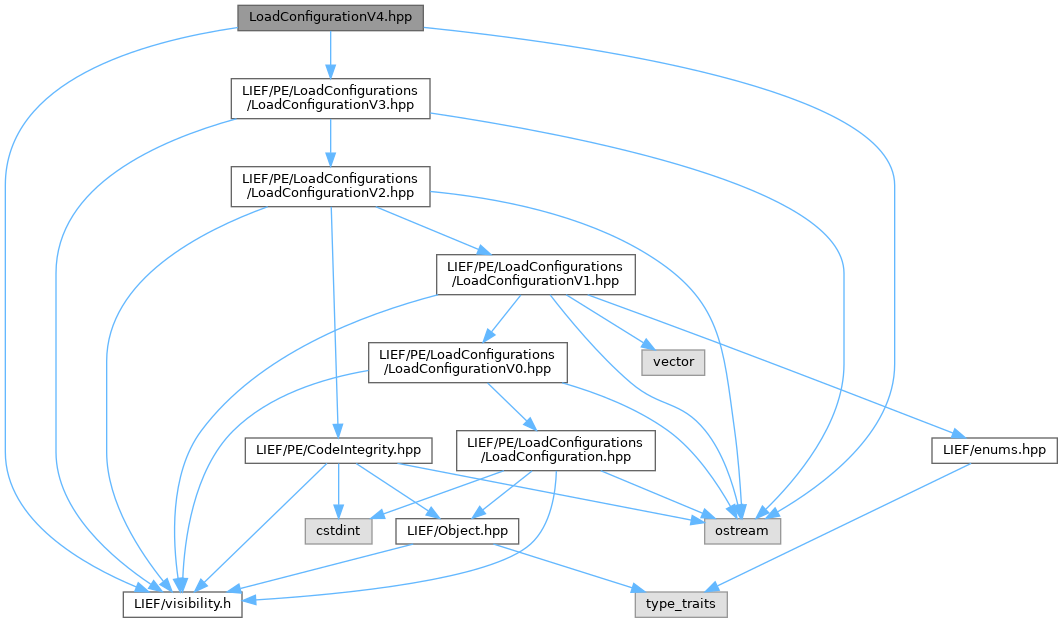 LoadConfigurationV4.hpp
LIEF/PE/LoadConfigurations
/LoadConfigurationV3.hpp
LIEF/PE/LoadConfigurations
/LoadConfigurationV2.hpp
LIEF/PE/LoadConfigurations
/LoadConfigurationV1.hpp
LIEF/PE/LoadConfigurations
/LoadConfigurationV0.hpp
vector
LIEF/PE/CodeIntegrity.hpp
LIEF/PE/LoadConfigurations
/LoadConfiguration.hpp
LIEF/enums.hpp
cstdint
LIEF/Object.hpp
ostream
LIEF/visibility.h
type_traits